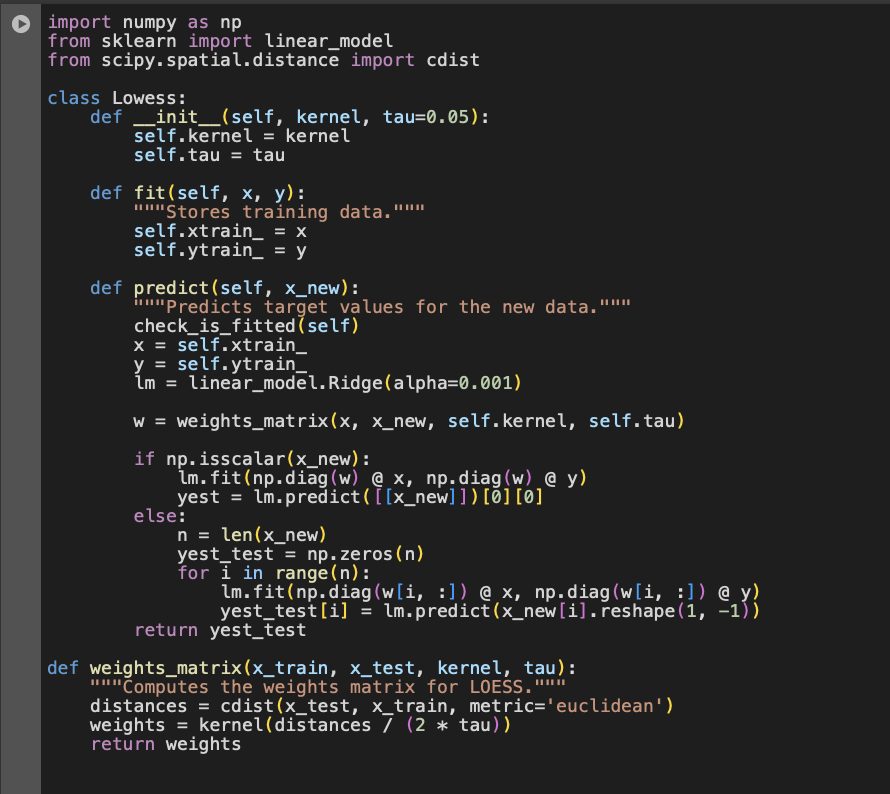 import numpy as np
from sklearn import linear_model
from scipy.spatial.distance import cdist

class Lowess:
    def __init__(self, kernel, tau=0.05):
        self.kernel = kernel
        self.tau = tau

    def fit(self, x, y):
        """Stores training data."""
        self.xtrain_ = x
        self.ytrain_ = y

    def predict(self, x_new):
        """Predicts target values for the new data."""
        check_is_fitted(self)
        x = self.xtrain_
        y = self.ytrain_
        lm = linear_model.Ridge(alpha=0.001)

        w = weights_matrix(x, x_new, self.kernel, self.tau)

        if np.isscalar(x_new):
            lm.fit(np.diag(w) @ x, np.diag(w) @ y)
            yest = lm.predict([[x_new]])[0][0]
        else:
            n = len(x_new)
            yest_test = np.zeros(n)
            for i in range(n):
                lm.fit(np.diag(w[i, :]) @ x, np.diag(w[i, :]) @ y)
                yest_test[i] = lm.predict(x_new[i].reshape(1, -1))
        return yest_test

def weights_matrix(x_train, x_test, kernel, tau):
    """Computes the weights matrix for LOESS."""
    distances = cdist(x_test, x_train, metric='euclidean')
    weights = kernel(distances / (2 * tau))
    return weights